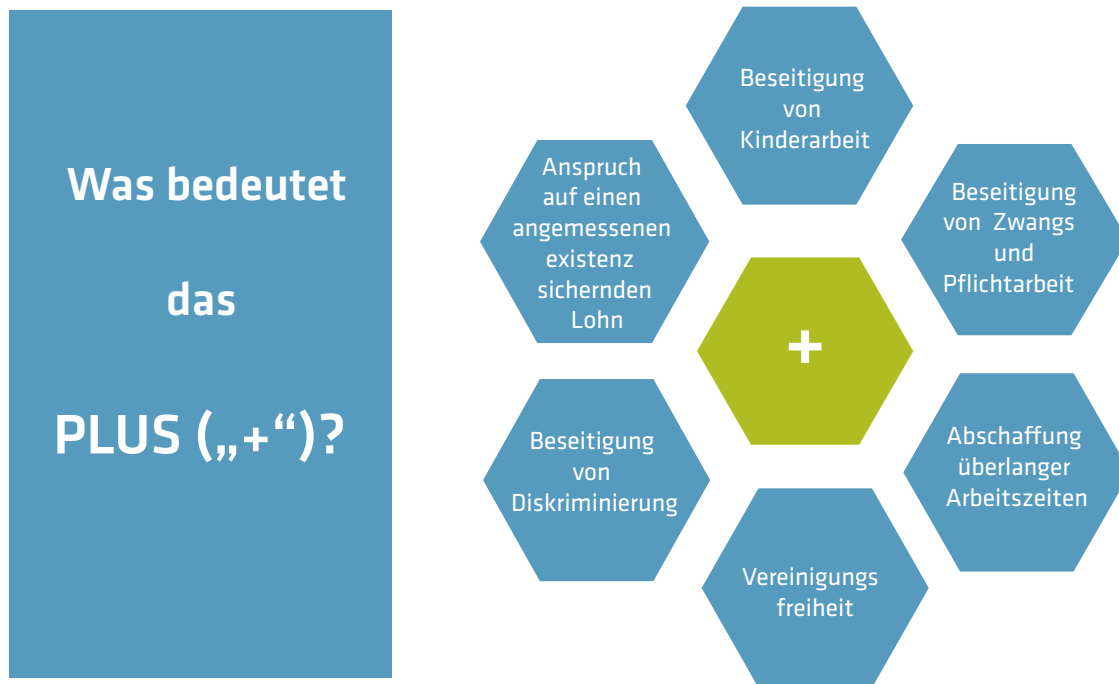 Was bedeutet
das
PLUS („+“)?
Beseitigung
von
Kinderarbeit
Beseitigung
von Zwangs
und
Pflichtarbeit
Abschaffung
überlanger
Arbeitszeiten
Vereinigungs
freiheit
Beseitigung
von
Diskriminierung
Anspruch
auf einen
angemessenen
existenz
sichernden
Lohn
+